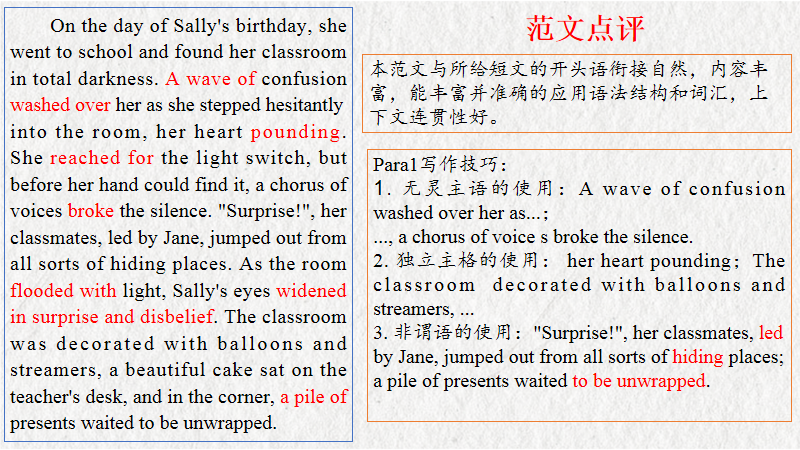 On the day of Sally's birthday, she
went to school and found her classroom
in total darkness. A wave of confusion
washed over her as she stepped hesitantly
into the room, her heart pounding.
She reached for the light switch, but
before her hand could find it, a chorus of
voices broke the silence. "Surprise!", her
classmates, led by Jane, jumped out from
all sorts of hiding places. As the room
flooded with light, Sally's eyes widened
in surprise and disbelief. The classroom
was decorated with balloons and
streamers, a beautiful cake sat on the
teacher's desk, and in the corner, a pile of
presents waited to be unwrapped.
范文点评
本范文与所给短文的开头语衔接自然，内容丰
富，能丰富并准确的应用语法结构和词汇，上
下文连贯性好。
Para1写作技巧：
1. 无灵主语的使用：A wave of confusion
washed over her as...；
..., a chorus of voice s broke the silence.
2. 独立主格的使用： her heart pounding；The
classroom decorated with balloons and
streamers, ...
3. 非谓语的使用："Surprise!", her classmates, led
by Jane, jumped out from all sorts of hiding places;
a pile of presents waited to be unwrapped.